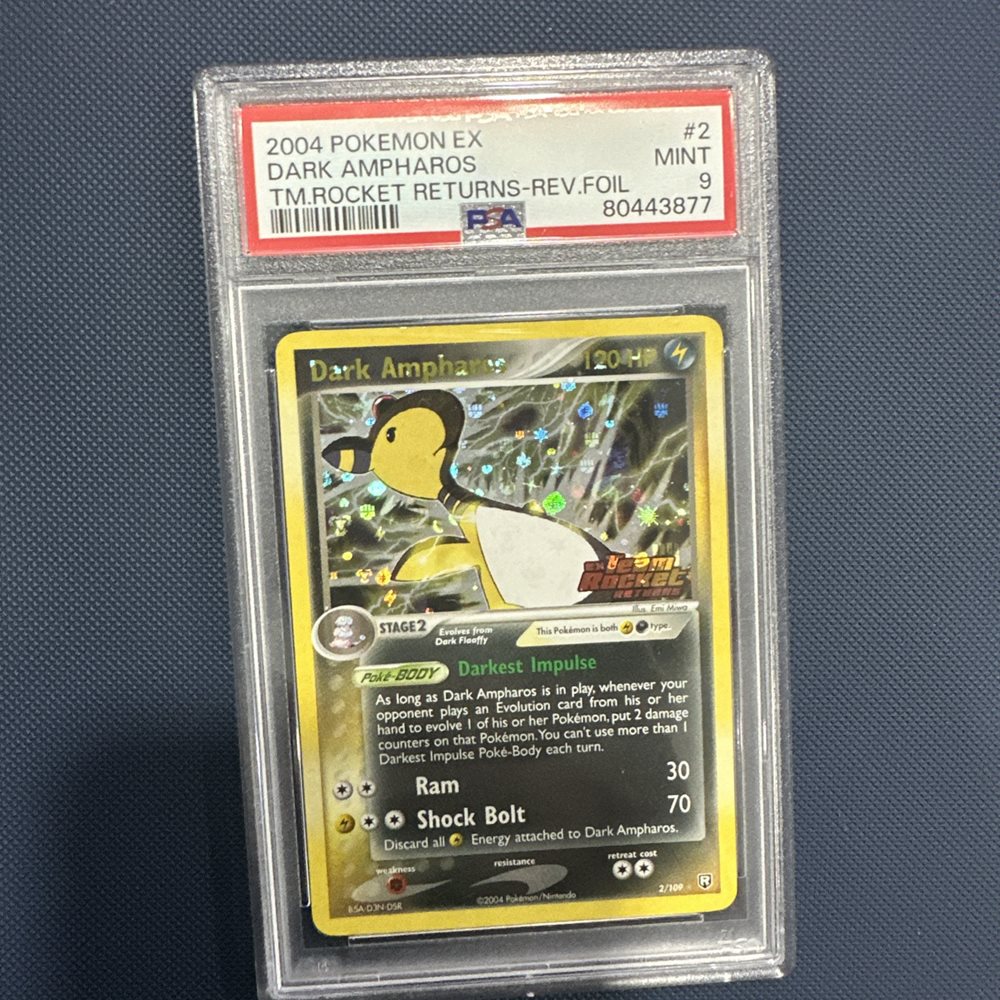 2004 POKEMON EX #2
DARK AMPHAROS MINT
TM.ROCKET RETURNS-REV.FOIL 9
PSA 80443877
Dark Ampharos 120 HP
EX Team
Rocket
RETURNS
Illus. Emi Miwa
STAGE2
Evolves from
Dark Flaaffy
This Pokémon is both type.
Poké-BODY Darkest Impulse
As long as Dark Ampharos is in play, whenever your
opponent plays an Evolution card from his or her
hand to evolve 1 of his or her Pokémon, put 2 damage
counters on that Pokémon. You can't use more than 1
Darkest Impulse Poké-Body each turn.
Ram 30
Shock Bolt 70
Discard all Energy attached to Dark Ampharos.
weakness resistance retreat cost
2/109 R
BSA-D3N-D5R ©2004 Pokémon/Nintendo